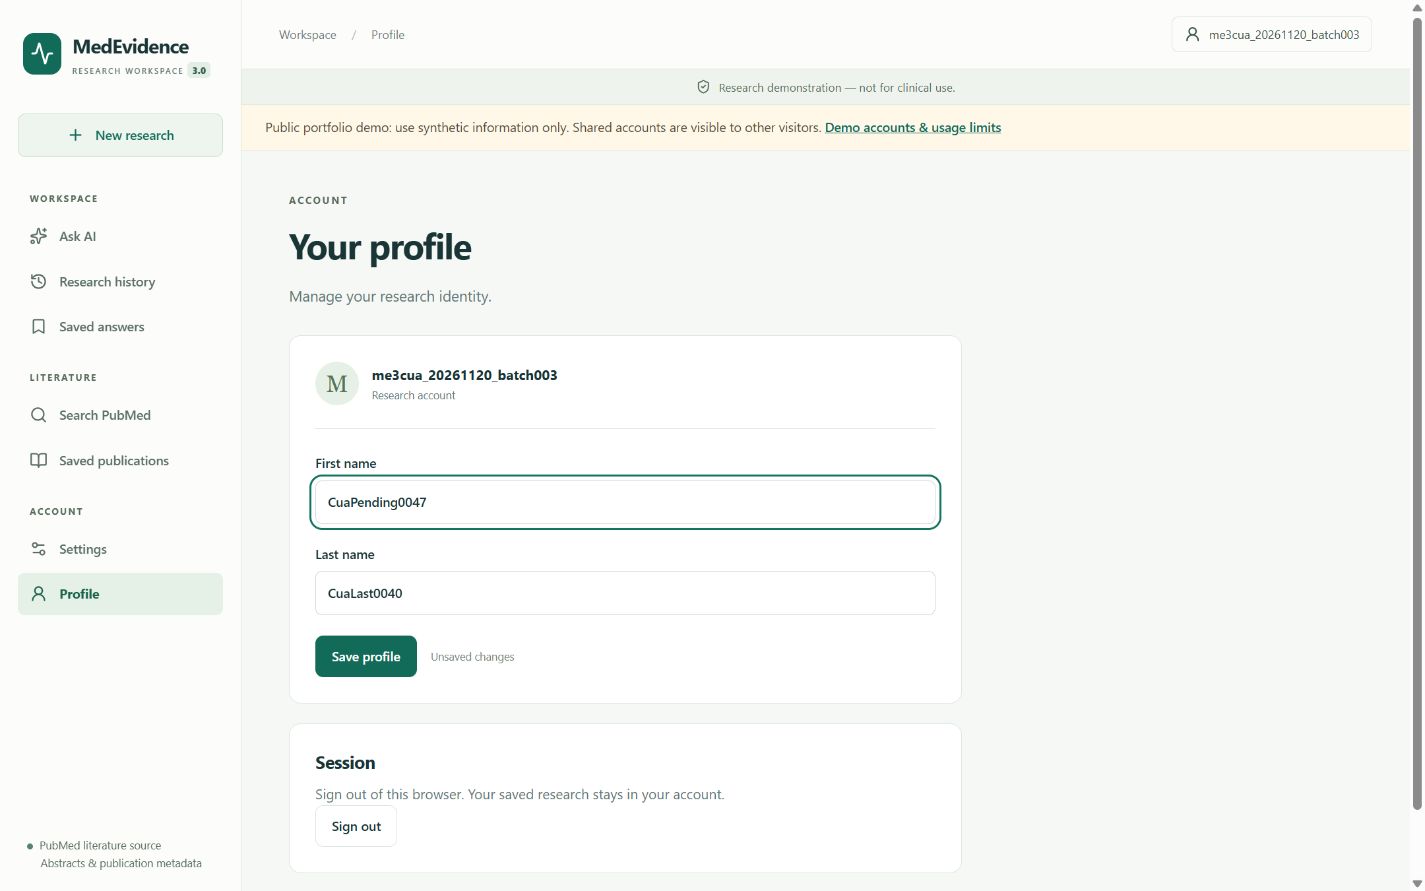 MedEvidence
RESEARCH WORKSPACE 3.0
New research
WORKSPACE
Ask AI
Research history
Saved answers
LITERATURE
Search PubMed
Saved publications
ACCOUNT
Settings
Profile
PubMed literature source
Abstracts & publication metadata
Workspace / Profile
me3cua_20261120_batch003
Research demonstration — not for clinical use.
Public portfolio demo: use synthetic information only. Shared accounts are visible to other visitors. Demo accounts & usage limits
ACCOUNT
Your profile
Manage your research identity.
M
me3cua_20261120_batch003
Research account
First name
CuaPending0047
Last name
CuaLast0040
Save profile Unsaved changes
Session
Sign out of this browser. Your saved research stays in your account.
Sign out